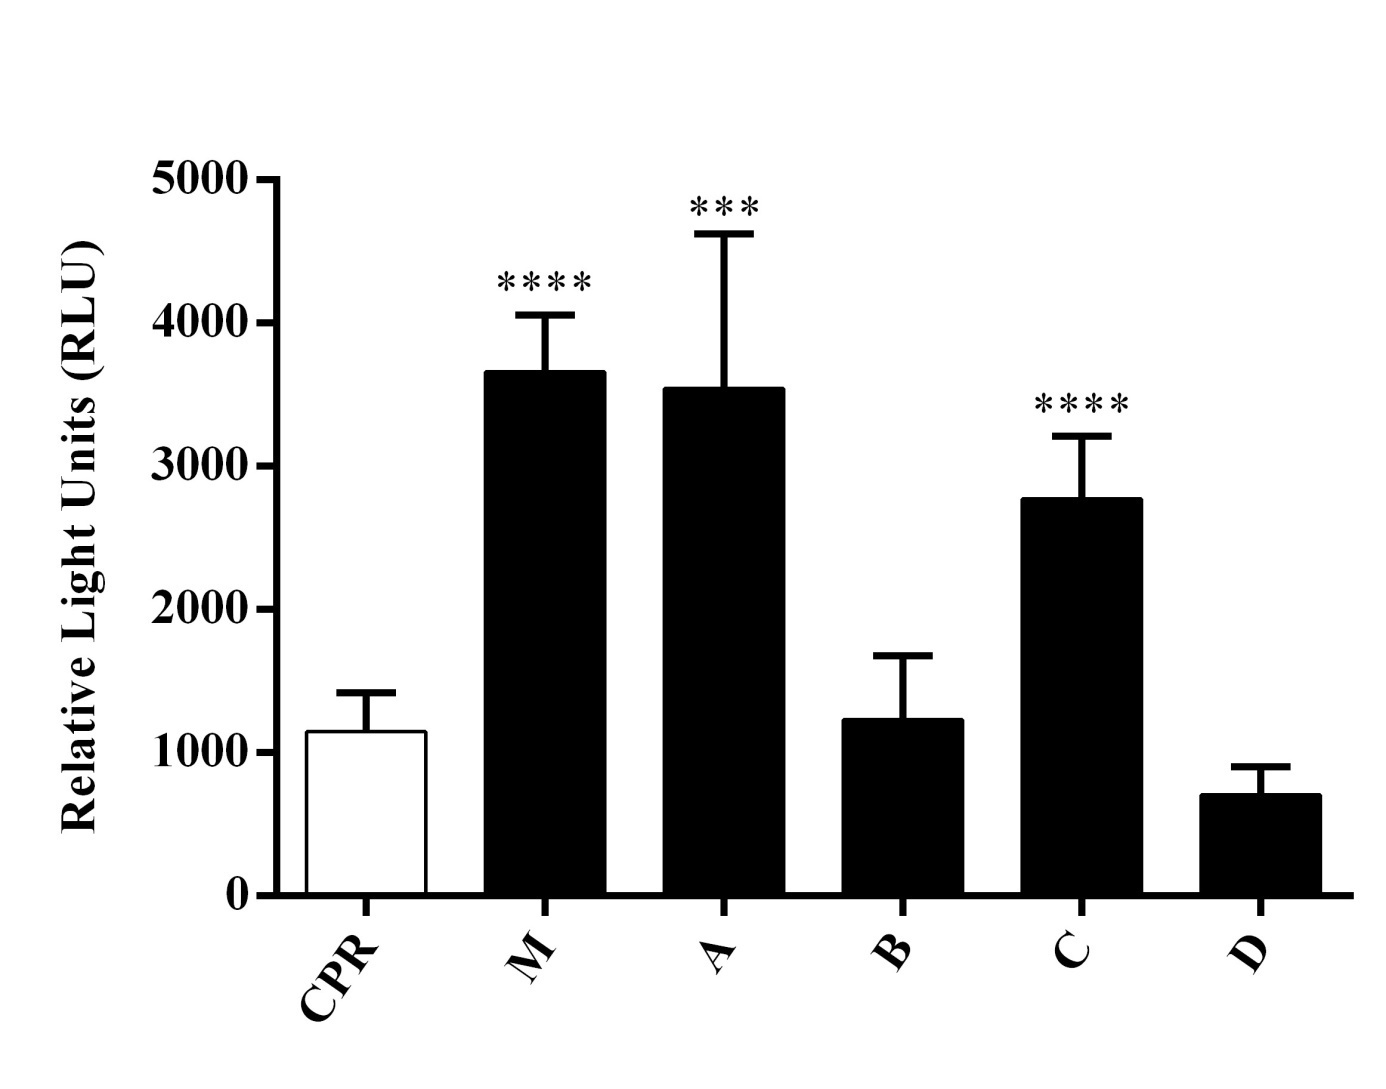 5000
4000
3000
2000
1000
0
Relative Light Units (RLU)
****
***
****
CPR
M
A
B
C
D